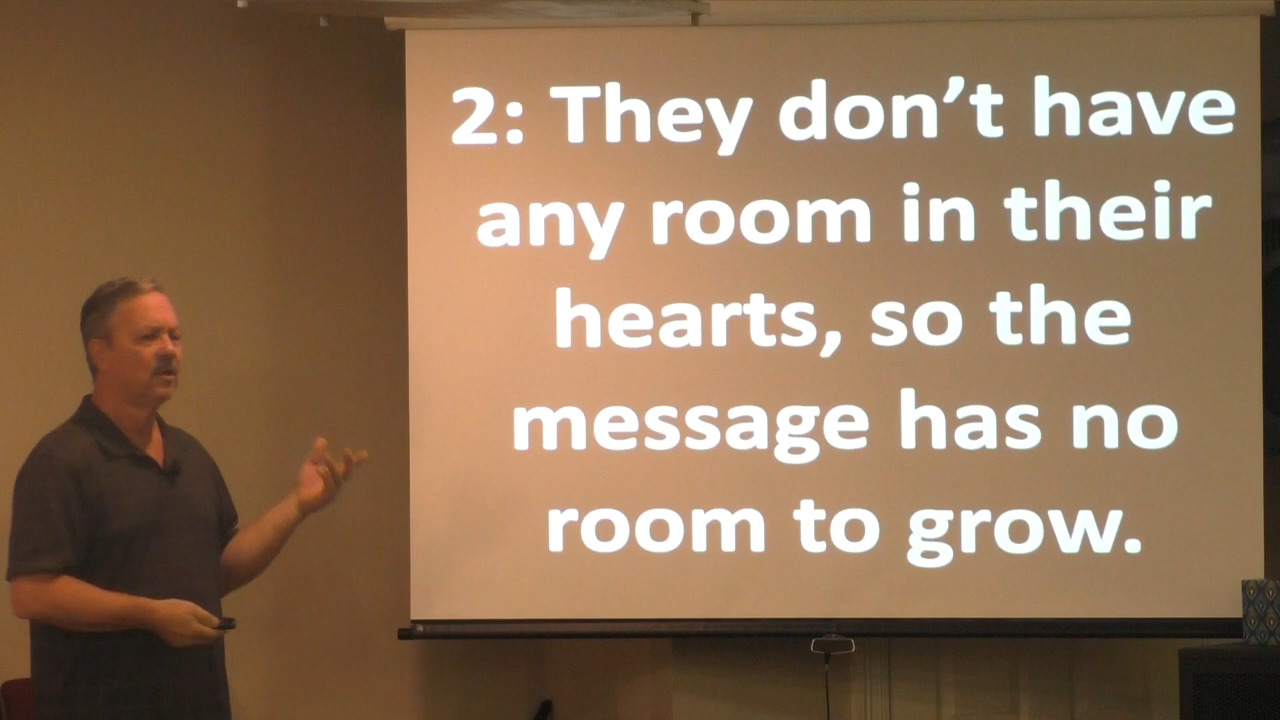 2: They don’t have
any room in their
hearts, so the
message has no
room to grow.